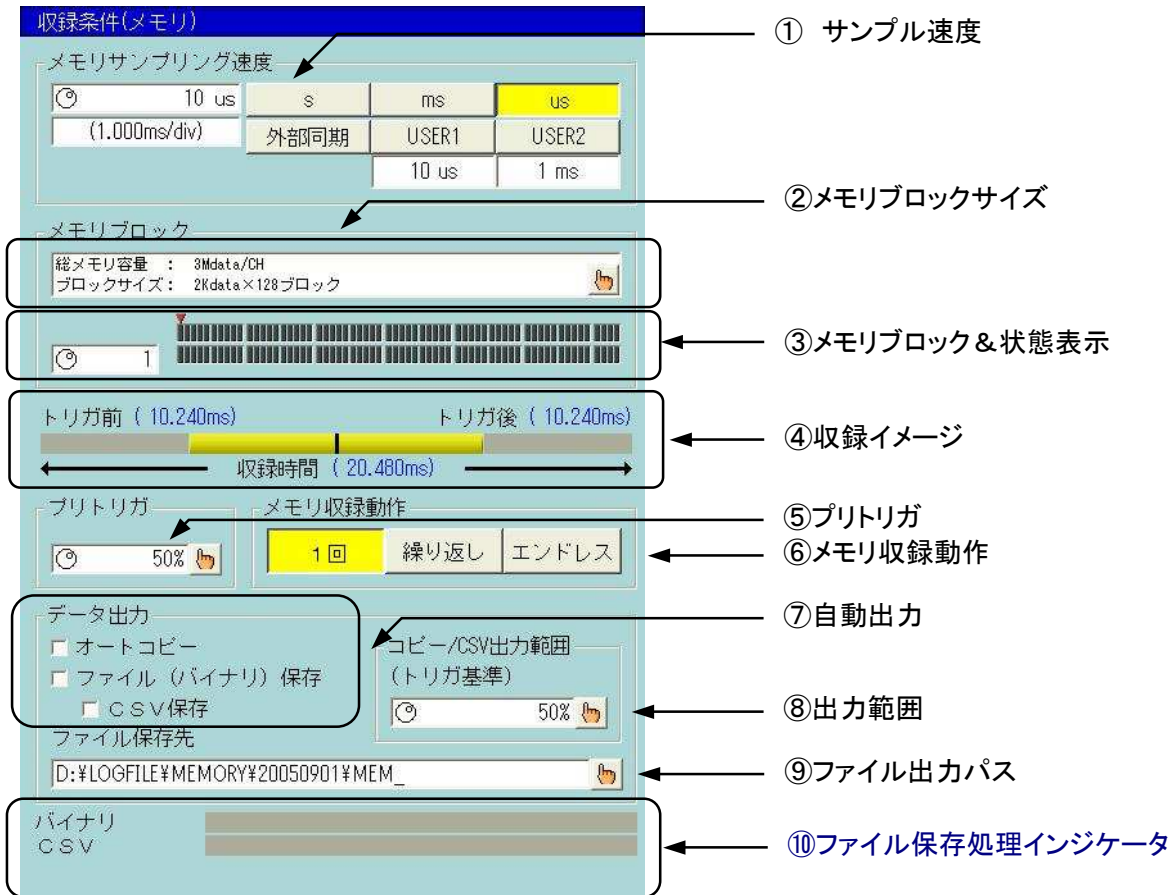 収録条件(メモリ)
① サンプル速度
メモリサンプリング速度
10 us
s
ms
us
(1.000ms/div)
外部同期
USER1
USER2
10 us
1 ms
②メモリブロックサイズ
メモリブロック
総メモリ容量 : 3Mdata/CH
ブロックサイズ: 2Kdata×128ブロック
1
③メモリブロック&状態表示
トリガ前 ( 10.240ms)
トリガ後 ( 10.240ms)
④収録イメージ
収録時間 ( 20.480ms)
プリトリガ
メモリ収録動作
⑤プリトリガ
50%
1回
繰り返し
エンドレス
⑥メモリ収録動作
データ出力
⑦自動出力
オートコピー
コピー/CSV出力範囲
ファイル(バイナリ)保存
(トリガ基準)
CSV保存
50%
⑧出力範囲
ファイル保存先
D:¥LOGFILE¥MEMORY¥20050901¥MEM_
⑨ファイル出力パス
バイナリ
CSV
⑩ファイル保存処理インジケータ